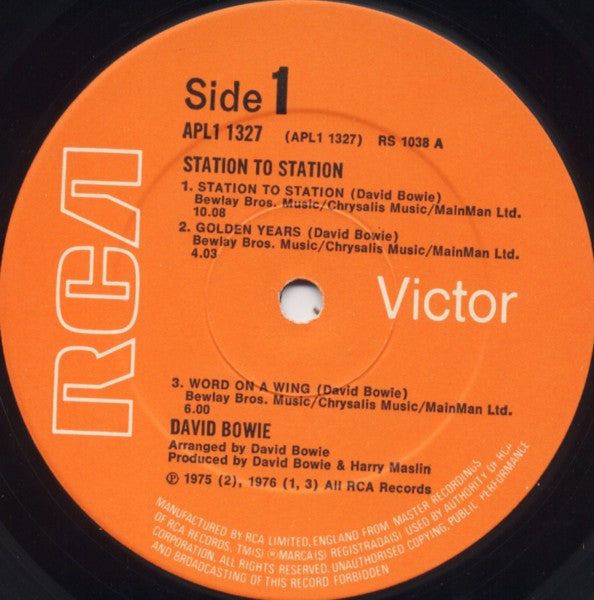 Side 1
APL1 1327 (APL1 1327) RS 1038 A
STATION TO STATION
1. STATION TO STATION (David Bowie)
Bewlay Bros. Music/Chrysalis Music/MainMan Ltd.
10.08
2. GOLDEN YEARS (David Bowie)
Bewlay Bros. Music/Chrysalis Music/MainMan Ltd.
4.03
RCA
Victor
3. WORD ON A WING (David Bowie)
Bewlay Bros. Music/Chrysalis Music/MainMan Ltd.
6.00
DAVID BOWIE
Arranged by David Bowie
Produced by David Bowie & Harry Maslin
℗ 1975 (2), 1976 (1, 3) All RCA Records
MANUFACTURED BY RCA LIMITED, ENGLAND FROM MASTER RECORDINGS
OF RCA RECORDS. TM(S) ® MARCA(S) REGISTRADA(S) USED BY AUTHORITY OF RCA
CORPORATION, ALL RIGHTS RESERVED. UNAUTHORISED COPYING, PUBLIC PERFORMANCE
AND BROADCASTING OF THIS RECORD FORBIDDEN